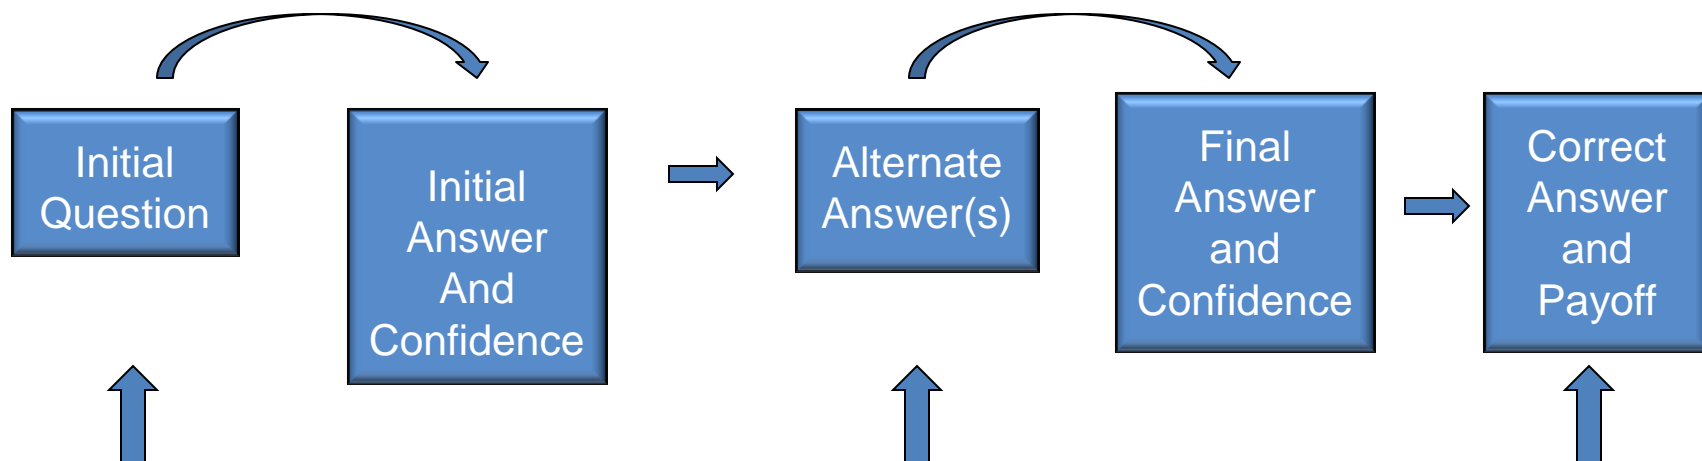 Initial
Question
Initial
Answer
And
Confidence
Alternate
Answer(s)
Final
Answer
and
Confidence
Correct
Answer
and
Payoff